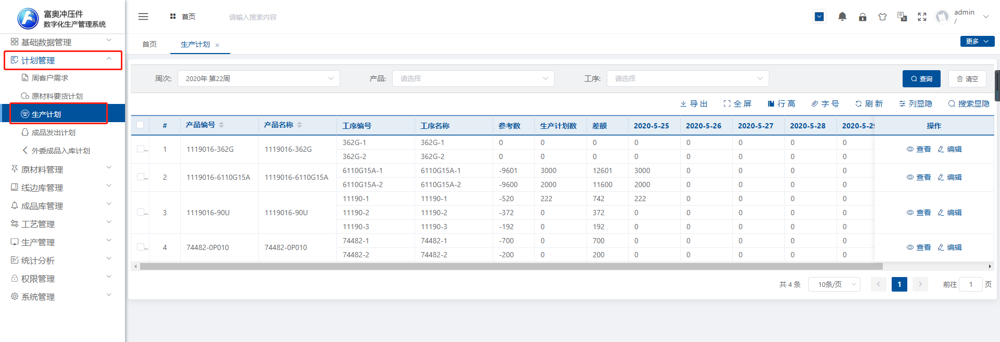 富奥冲压件
数字化生产管理系统
首页 请输入搜索内容 admin
/
首页 生产计划 × 更多
基础数据管理
计划管理
周客户需求
原材料要货计划
生产计划
成品发出计划
外委成品入库计划
原材料管理
线边库管理
成品库管理
工艺管理
生产管理
统计分析
权限管理
系统管理
周次: 2020年 第22周 产品: 请选择 工序: 请选择 查询 清空
导出 全屏 行高 字号 刷新 列显隐 搜索显隐
# 产品编号 产品名称 工序编号 工序名称 参考数 生产计划数 差额 2020-5-25 2020-5-26 2020-5-27 2020-5-28 2020-5-29 操作
1 1119016-362G 1119016-362G 362G-1 362G-1 0 0 0 0 0 0 0 0 查看 编辑
362G-2 362G-2 0 0 0 0 0 0 0 0
2 1119016-6110G15A 1119016-6110G15A 6110G15A-1 6110G15A-1 -9601 3000 12601 3000 0 0 0 0 查看 编辑
6110G15A-2 6110G15A-2 -9600 2000 11600 2000 0 0 0 0
3 1119016-90U 1119016-90U 11190-1 11190-1 -520 222 742 222 0 0 0 0 查看 编辑
11190-2 11190-2 -372 0 372 0 0 0 0 0
11190-3 11190-3 -192 0 192 0 0 0 0 0
4 74482-0P010 74482-0P010 74482-1 74482-1 -700 0 700 0 0 0 0 0 查看 编辑
74482-2 74482-2 -200 0 200 0 0 0 0 0
共 4 条 10条/页 1 前往 1 页